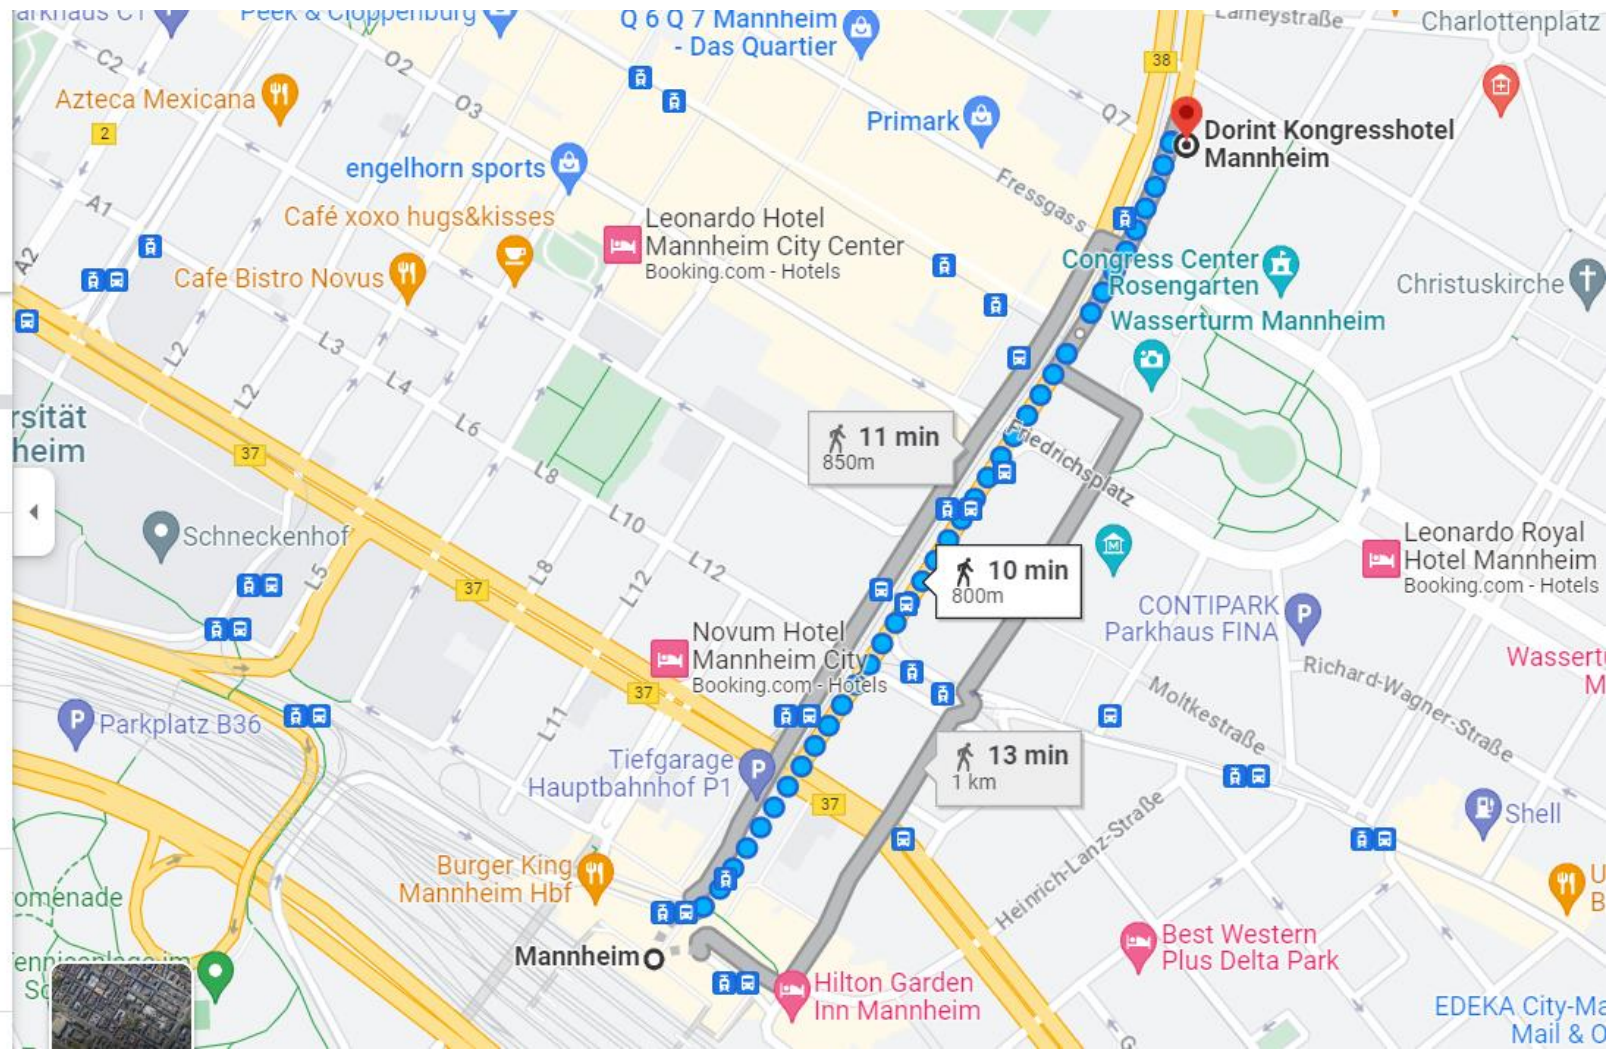 arkhaus C1
Peek & Cloppenburg
Q 6 Q 7 Mannheim
- Das Quartier
Lameystraße
Charlottenplatz
C2
O2
38
Azteca Mexicana
O3
Q7
2
Primark
Dorint Kongresshotel
Mannheim
engelhorn sports
Fressgass
A1
Café xoxo hugs&kisses
Leonardo Hotel
Mannheim City Center
Booking.com - Hotels
A2
Cafe Bistro Novus
Congress Center
Rosengarten
Christuskirche
Wasserturm Mannheim
L2
L3
L4
L2
rsität
heim
L6
11 min
850m
Friedrichsplatz
37
L8
L10
Schneckenhof
Leonardo Royal
Hotel Mannheim
Booking.com - Hotels
L5
L8
L12
L12
10 min
800m
37
CONTIPARK
Parkhaus FINA
Novum Hotel
Mannheim City
Booking.com - Hotels
Richard-Wagner-Straße
Wassert
M
37
Moltkestraße
Parkplatz B36
L11
Tiefgarage
Hauptbahnhof P1
13 min
1 km
37
Shell
Heinrich-Lanz-Straße
Burger King
Mannheim Hbf
U
B
omenade
Mannheim
Best Western
Plus Delta Park
Hilton Garden
Inn Mannheim
EDEKA City-Ma
Mail & O
G